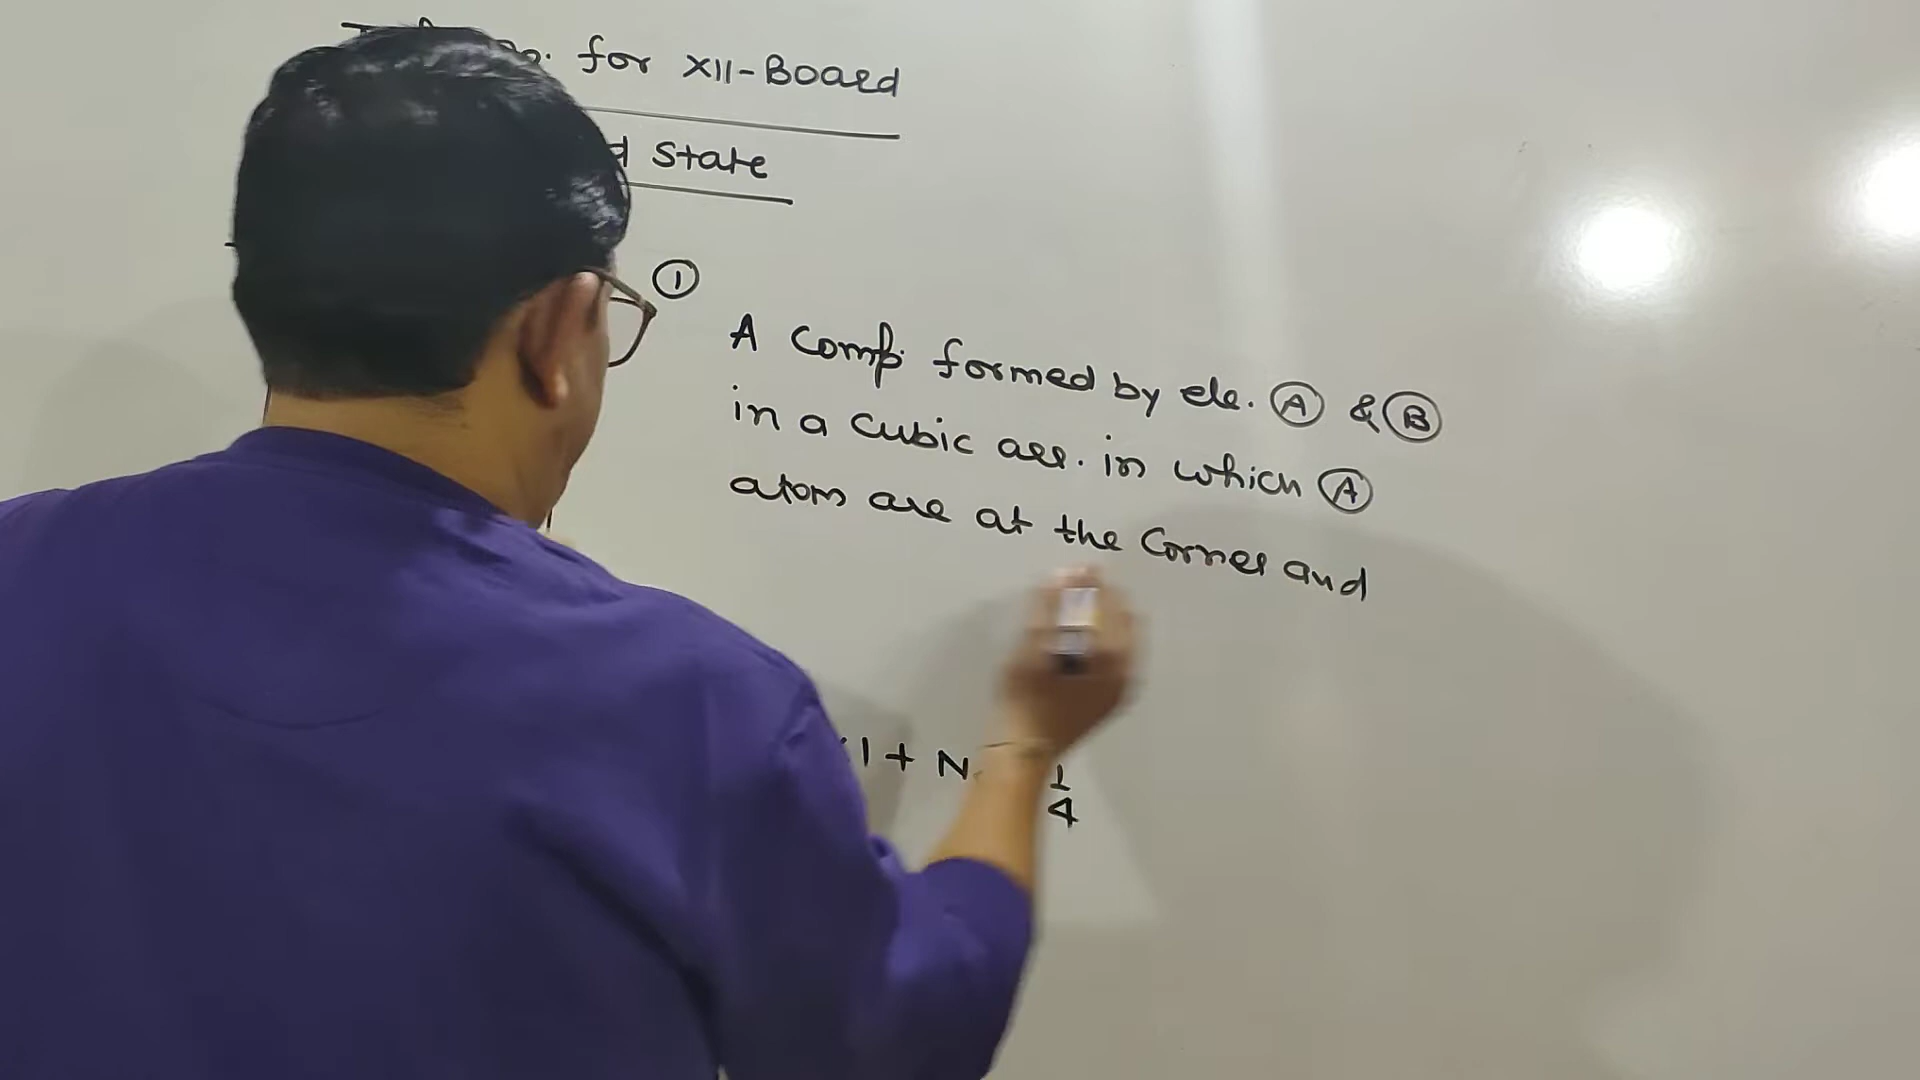 for XII-Board
State
①
A Comp. formed by ele. Ⓐ & Ⓑ
in a Cubic arr. in which Ⓐ
atom are at the Corner and
1 + N
1
4